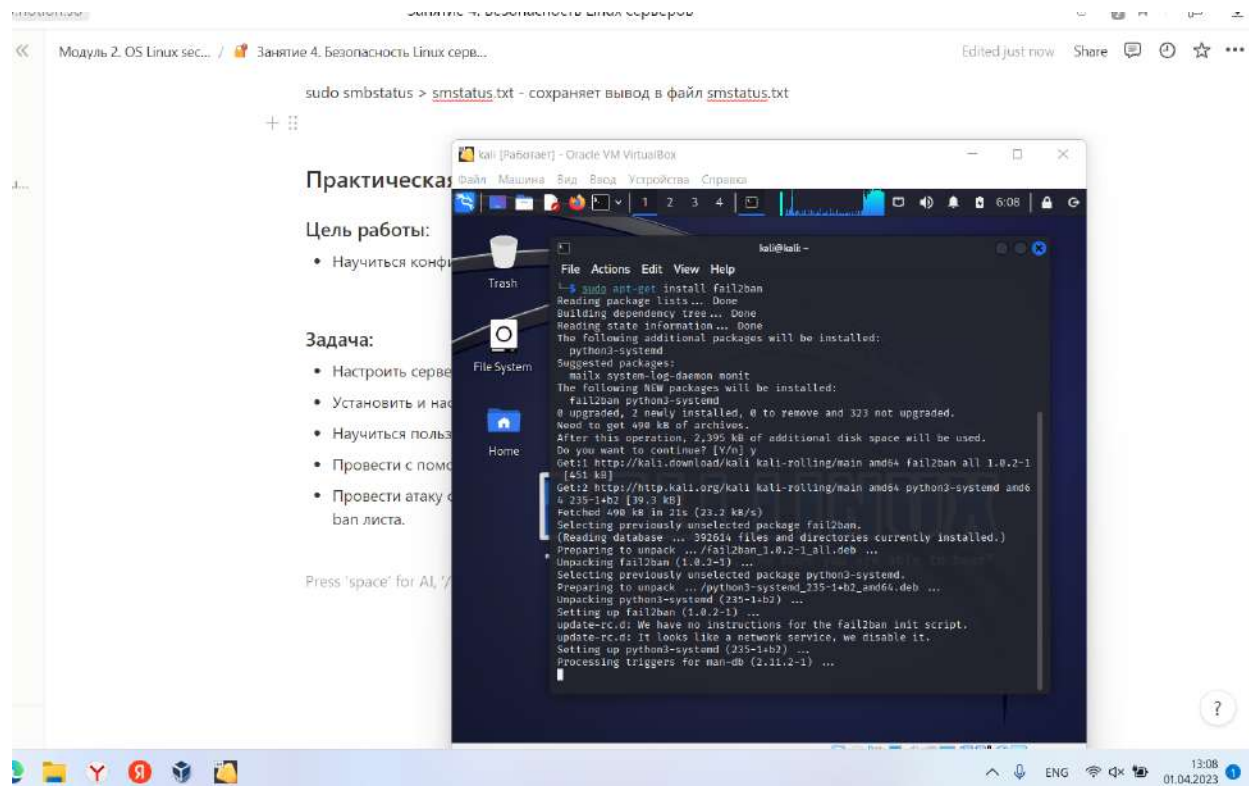 Модуль 2. OS Linux sec... / Занятие 4. Безопасность Linux серв...
Edited just now Share
sudo smbstatus > smstatus.txt - сохраняет вывод в файл smstatus.txt
Практическая
Цель работы:
Научиться конф
Задача:
Настроить серве
Установить и нас
Научиться польз
Провести с помо
Провести атаку
ban листа.
Press 'space' for AI, '/
kali [Работает] - Oracle VM VirtualBox
Файл Машина Вид Ввод Устройства Справка
1 2 3 4
6:08
Trash
File System
Home
kali@kali: ~
File Actions Edit View Help
$ sudo apt-get install fail2ban
Reading package lists... Done
Building dependency tree... Done
Reading state information... Done
The following additional packages will be installed:
python3-systemd
Suggested packages:
mailx system-log-daemon monit
The following NEW packages will be installed:
fail2ban python3-systemd
0 upgraded, 2 newly installed, 0 to remove and 323 not upgraded.
Need to get 490 kB of archives.
After this operation, 2,395 kB of additional disk space will be used.
Do you want to continue? [Y/n] y
Get:1 http://kali.download/kali kali-rolling/main amd64 fail2ban all 1.0.2-1
[451 kB]
Get:2 http://http.kali.org/kali kali-rolling/main amd64 python3-systemd amd6
4 235-1+b2 [39.3 kB]
Fetched 490 kB in 21s (23.2 kB/s)
Selecting previously unselected package fail2ban.
(Reading database ... 392614 files and directories currently installed.)
Preparing to unpack .../fail2ban_1.0.2-1_all.deb ...
Unpacking fail2ban (1.0.2-1) ...
Selecting previously unselected package python3-systemd.
Preparing to unpack .../python3-systemd_235-1+b2_amd64.deb ...
Unpacking python3-systemd (235-1+b2) ...
Setting up fail2ban (1.0.2-1) ...
update-rc.d: We have no instructions for the fail2ban init script.
update-rc.d: It looks like a network service, we disable it.
Setting up python3-systemd (235-1+b2) ...
Processing triggers for man-db (2.11.2-1) ...
?
ENG
13:08
01.04.2023
1